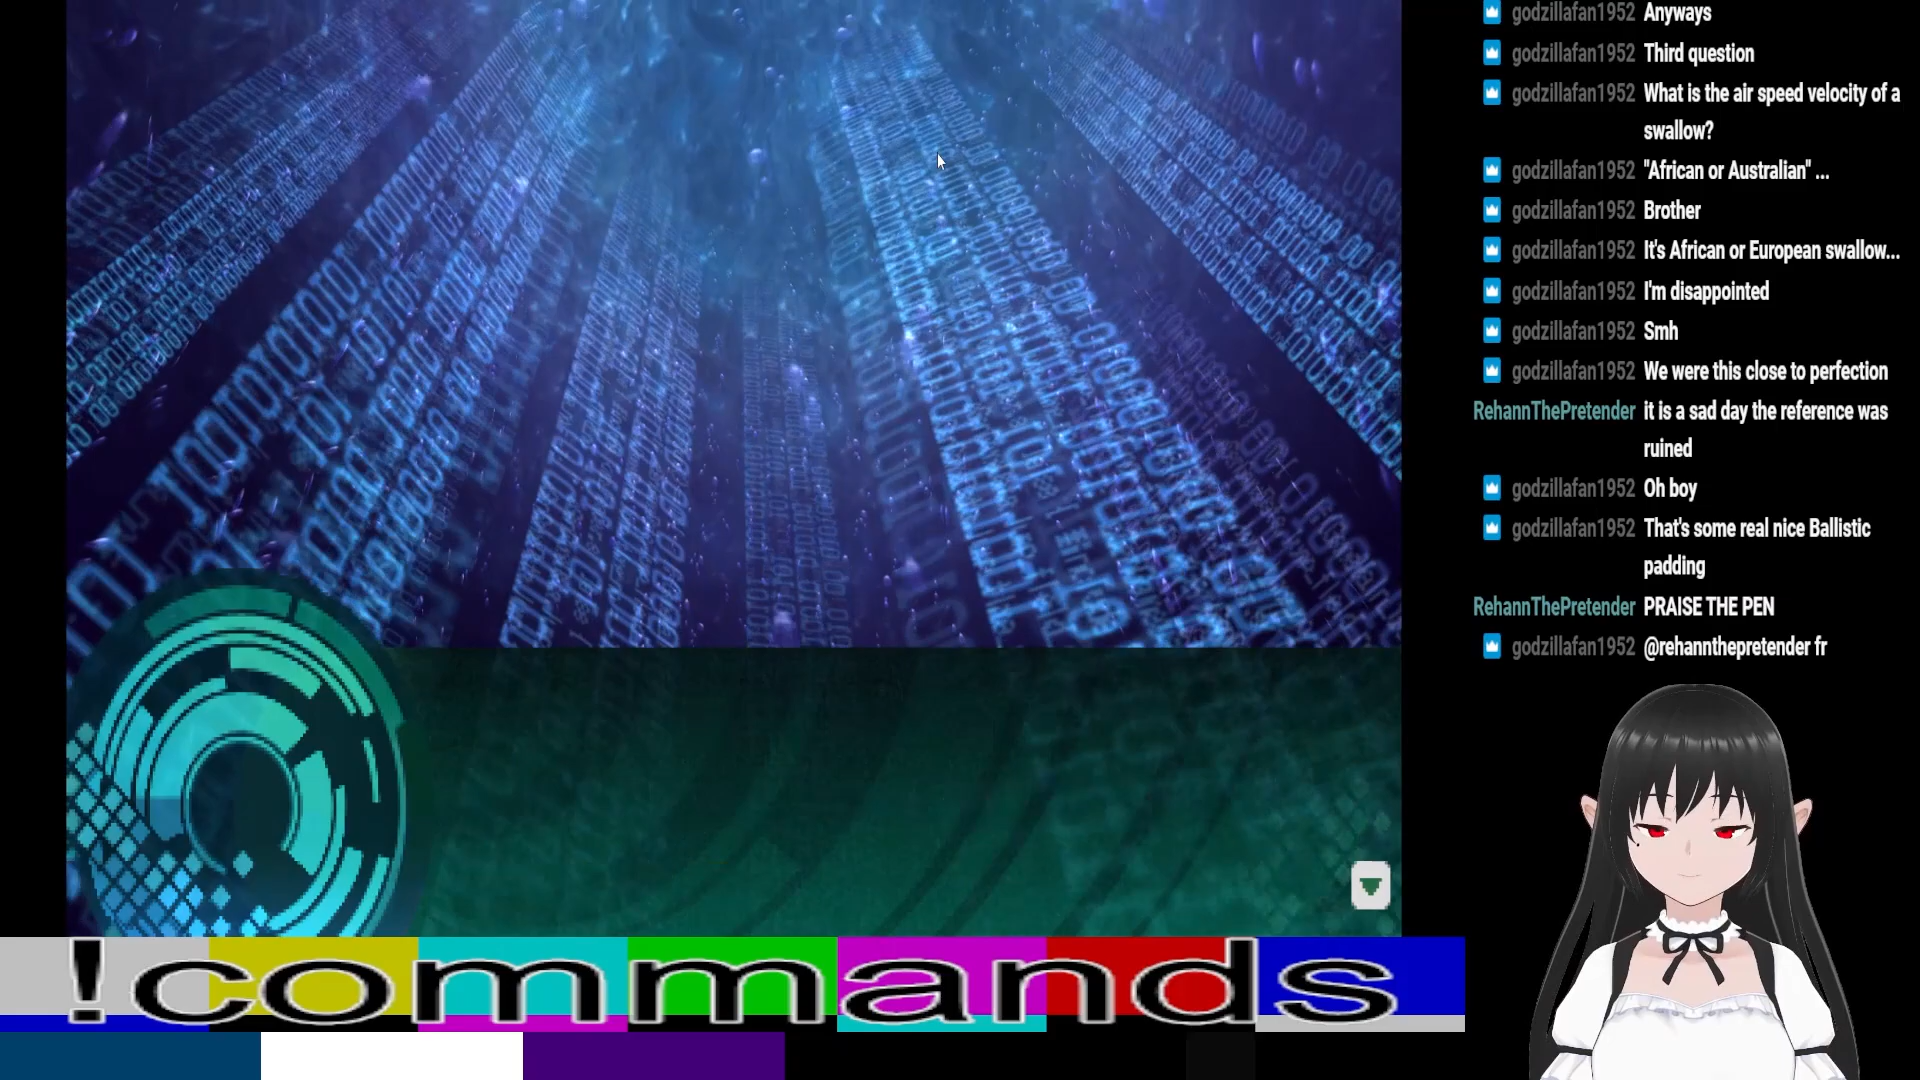 godzillafan1952 Anyways
godzillafan1952 Third question
godzillafan1952 What is the air speed velocity of a
swallow?
godzillafan1952 "African or Australian" ...
godzillafan1952 Brother
godzillafan1952 It's African or European swallow...
godzillafan1952 I'm disappointed
godzillafan1952 Smh
godzillafan1952 We were this close to perfection
RehannThePretender it is a sad day the reference was
ruined
godzillafan1952 Oh boy
godzillafan1952 That's some real nice Ballistic
padding
RehannThePretender PRAISE THE PEN
godzillafan1952 @rehannthepretender fr
!commands